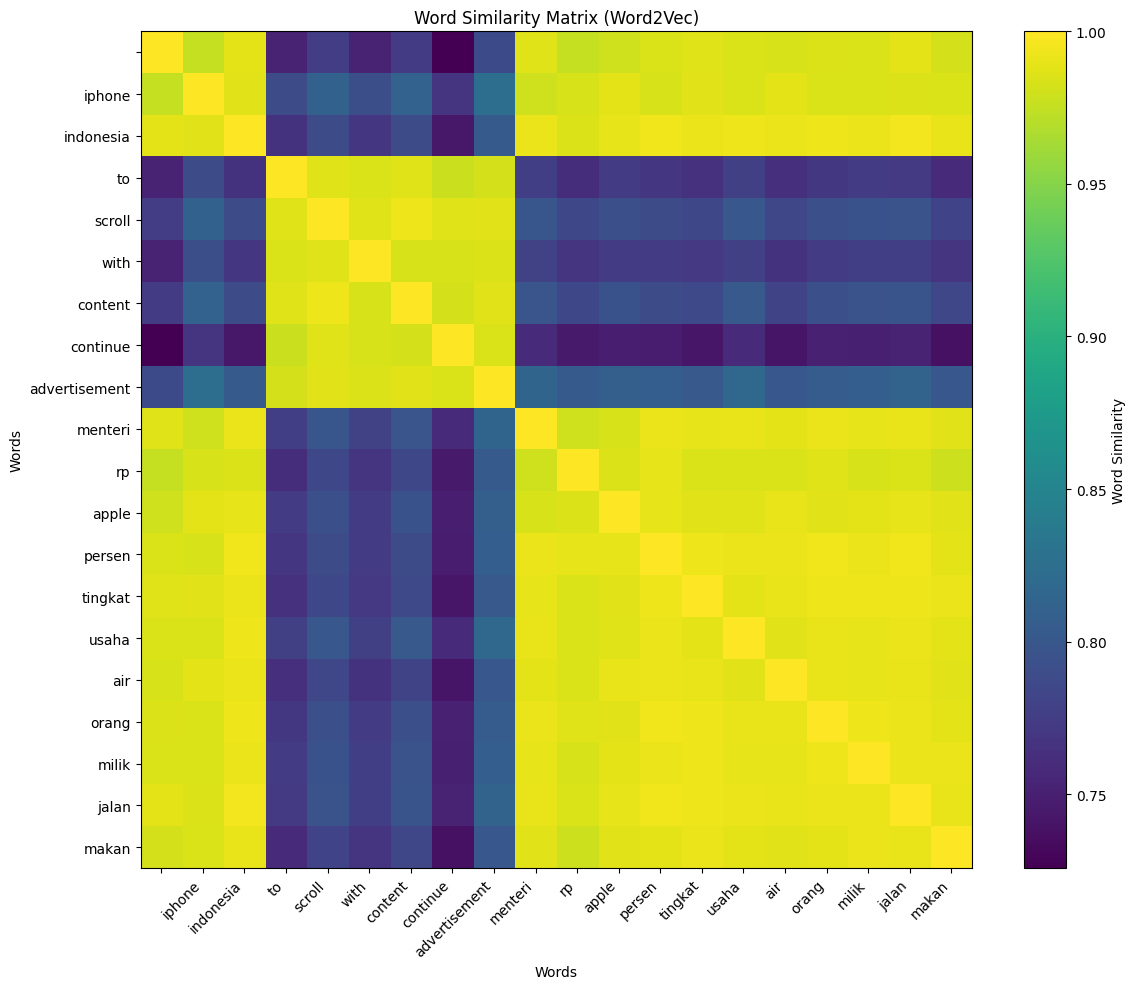 Word Similarity Matrix (Word2Vec)
iphone
indonesia
to
scroll
with
content
continue
advertisement
menteri
rp
apple
persen
tingkat
usaha
air
orang
milik
jalan
makan
Words
iphone
indonesia
to
scroll
with
content
continue
advertisement
menteri
rp
apple
persen
tingkat
usaha
air
orang
milik
jalan
makan
Words
1.00
0.95
0.90
0.85
0.80
0.75
Word Similarity